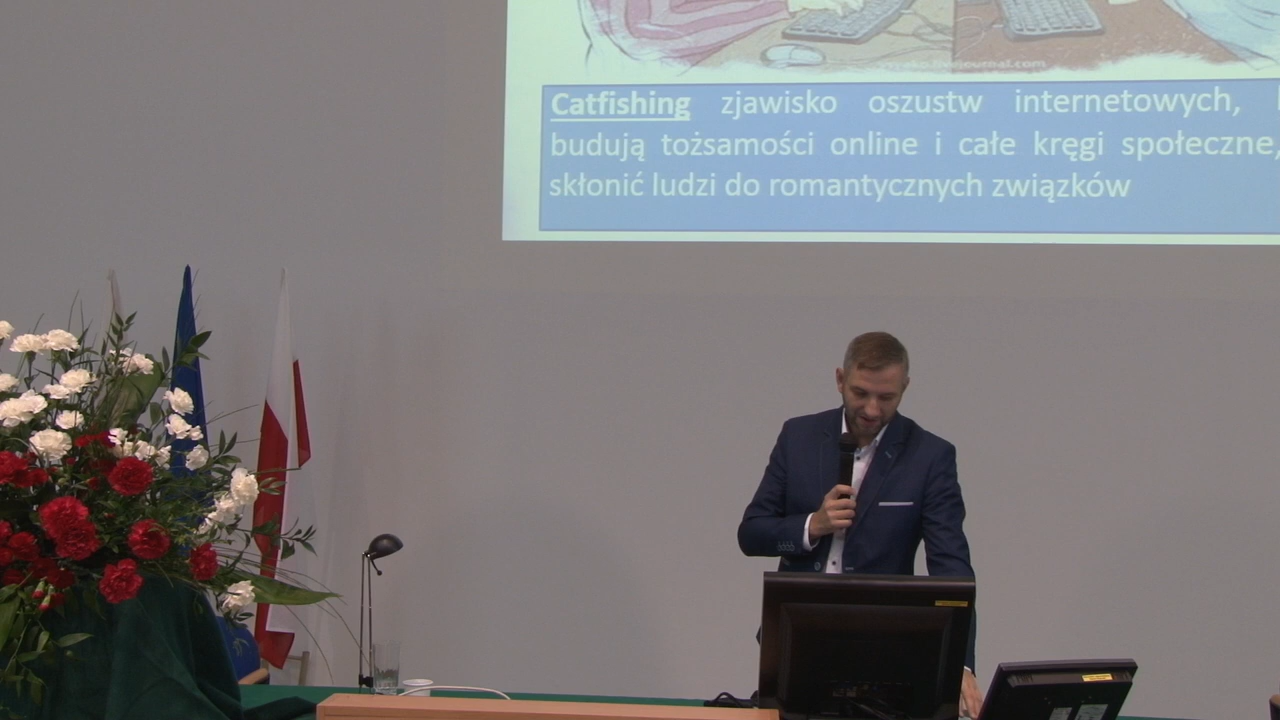 Catfishing zjawisko oszustw internetowych,
budują tożsamości online i całe kręgi społeczne,
skłonić ludzi do romantycznych związków